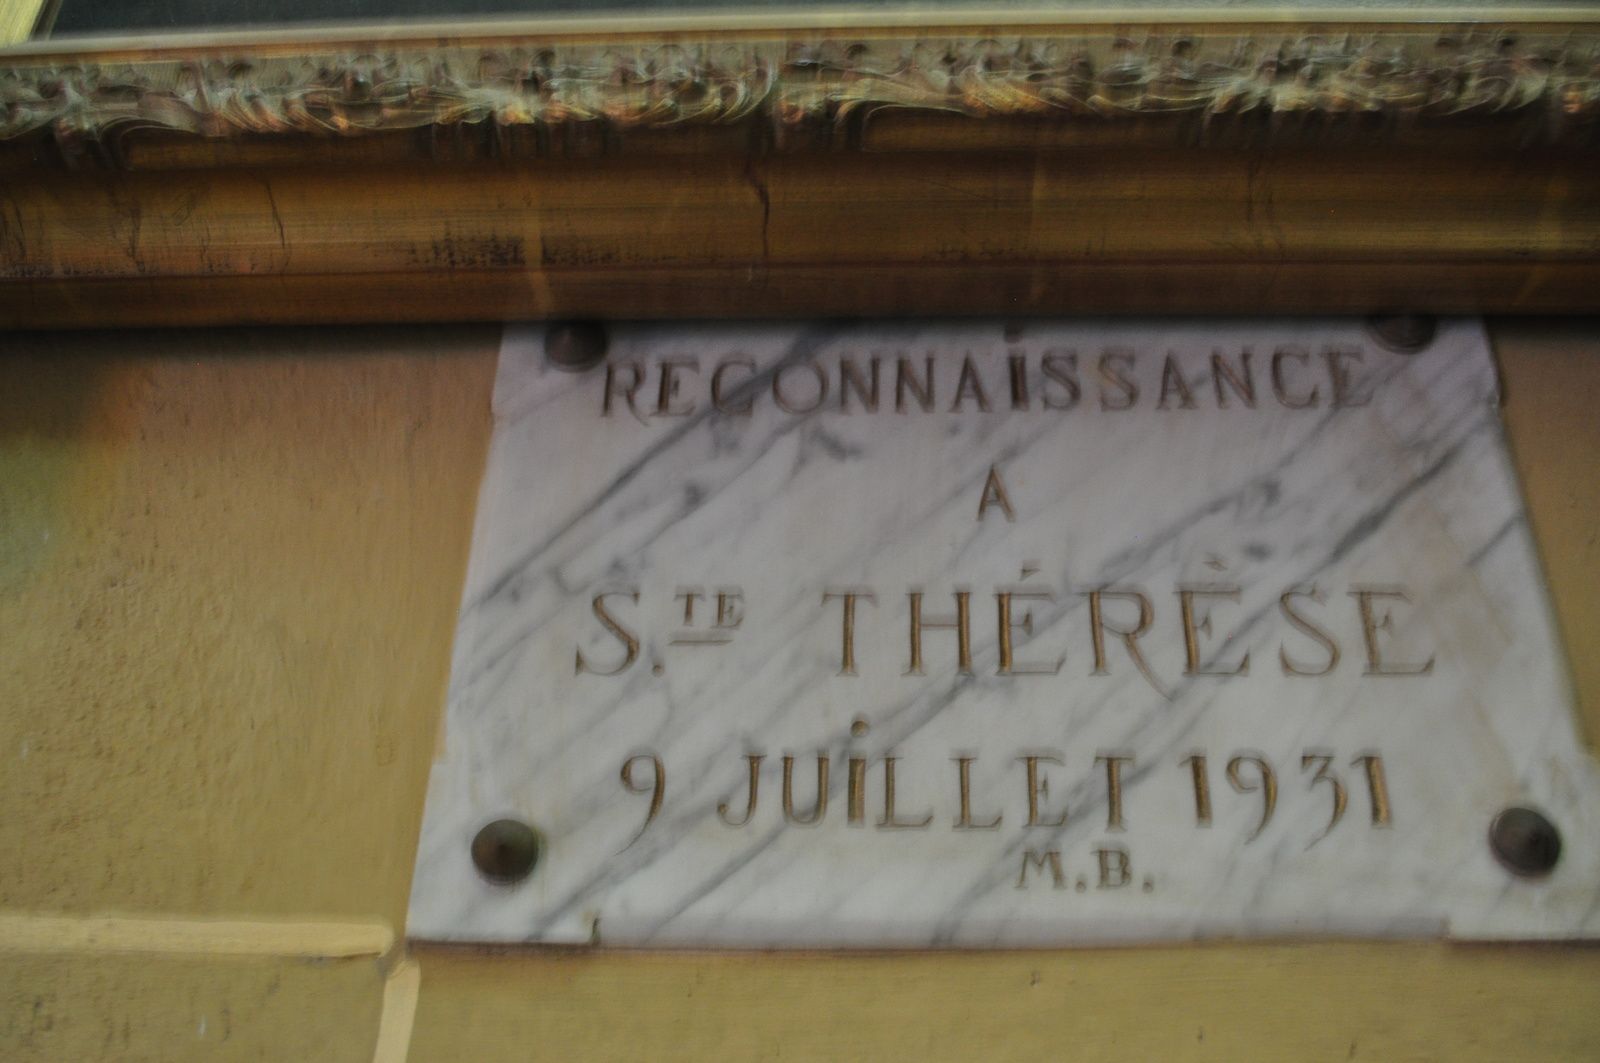 RECONNAiSSANCE
A
S.TE THÉRÈSE
9 JUiLLET 1931
M.B.